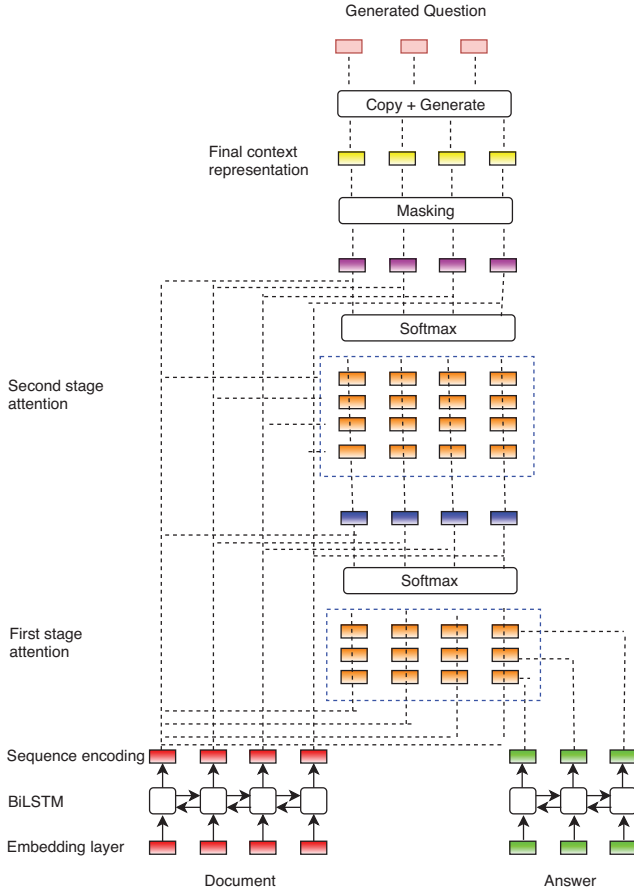 Generated Question
Copy + Generate
Final context
representation
Masking
Softmax
Second stage
attention
Softmax
First stage
attention
Sequence encoding
BiLSTM
Embedding layer
Document
Answer